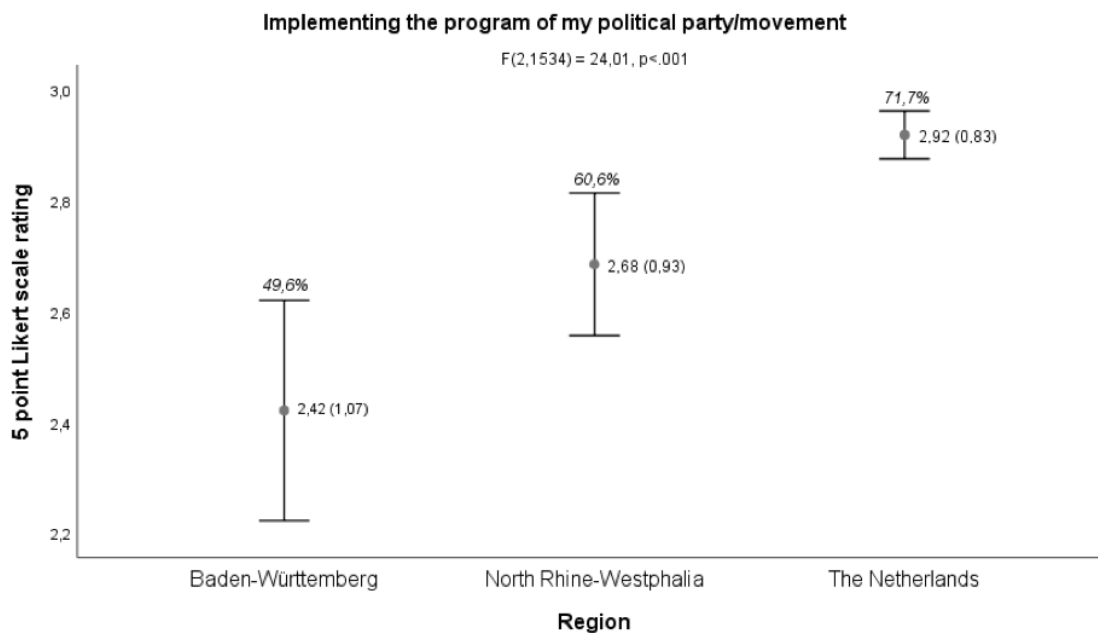 Implementing the program of my political party/movement
F(2,1534) = 24,01, p<.001
5 point Likert scale rating
3,0
2,8
2,6
2,4
2,2
49,6%
2,42 (1,07)
60,6%
2,68 (0,93)
71,7%
2,92 (0,83)
Baden-Württemberg
North Rhine-Westphalia
The Netherlands
Region